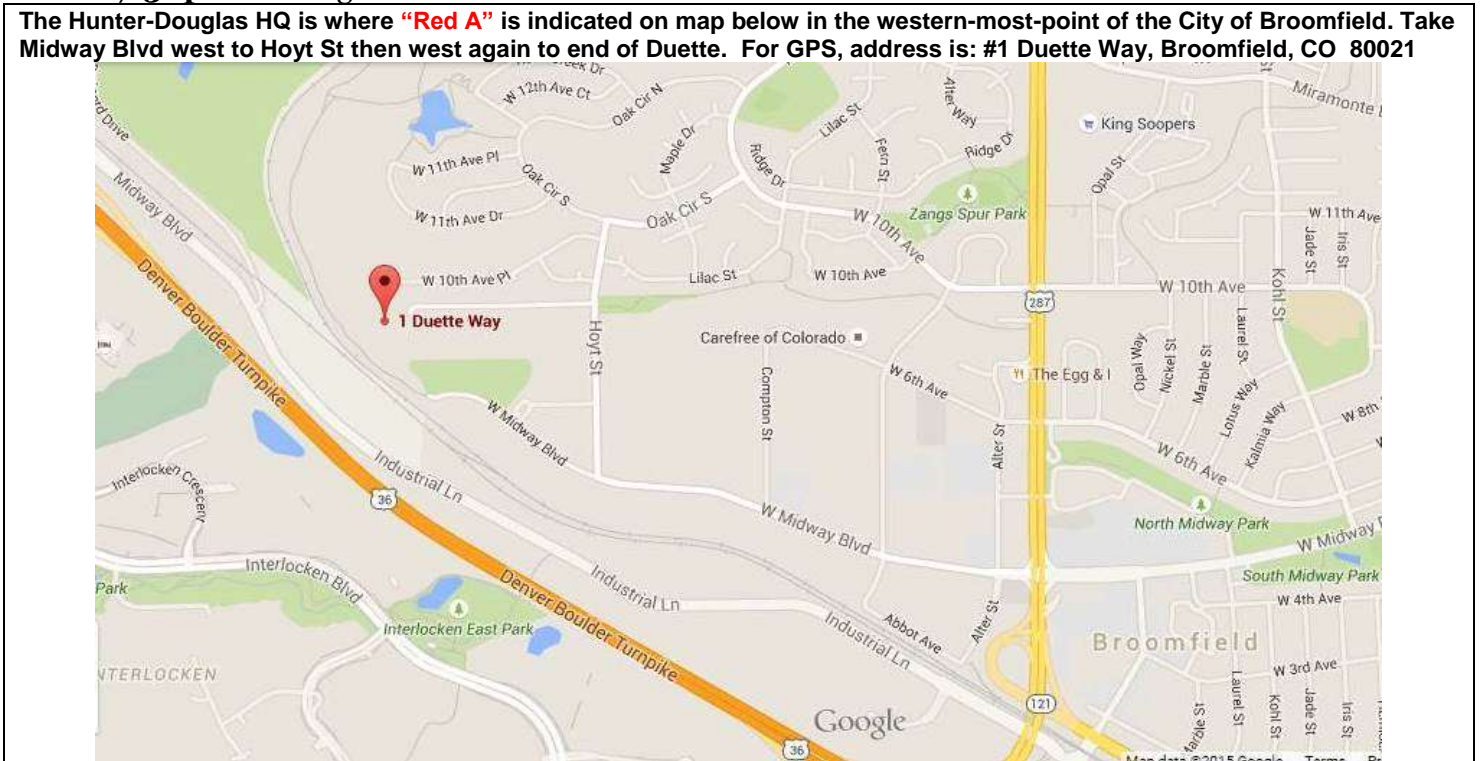 The Hunter-Douglas HQ is where “Red A” is indicated on map below in the western-most-point of the City of Broomfield. Take
Midway Blvd west to Hoyt St then west again to end of Duette. For GPS, address is: #1 Duette Way, Broomfield, CO 80021
W 12th Ave Ct
Oak Cir N
Alter Way
Miramonte
King Soopers
Lilac St
Maple Dr
Fern St
Ridge Dr
Opal St
Drive
W 11th Ave Pl
Ridge Dr
Oak Cir S
Midway Blvd
Zangs Spur Park
W 11th Ave
W 11th Ave Dr
Oak Cir S
W 10th Ave
Jade St
Iris St
Kohl St
W 10th Ave Pl
Lilac St
W 10th Ave
W 10th Ave
287
Denver Boulder Turnpike
1 Duette Way
Hoyt St
Carefree of Colorado
Opal Way
Nickel St
Marble St
Laurel St
W 6th Ave
The Egg & I
Compton St
Lotus Way
Kalmia Way
W 8th
W Midway Blvd
Alter St
W 6th Ave
Industrial Ln
Interlocken Crescent
36
W Midway Blvd
North Midway Park
W Midway
Interlocken Blvd
Industrial Ln
South Midway Park
Park
Denver Boulder Turnpike
W 4th Ave
Interlocken East Park
Abbot Ave
Alter St
Industrial Ln
Broomfield
W 3rd Ave
NTERLOCKEN
121
Marble St
Laurel St
Kohl St
Jade St
Iris St
Google
36
Map data ©2015 Google Terms